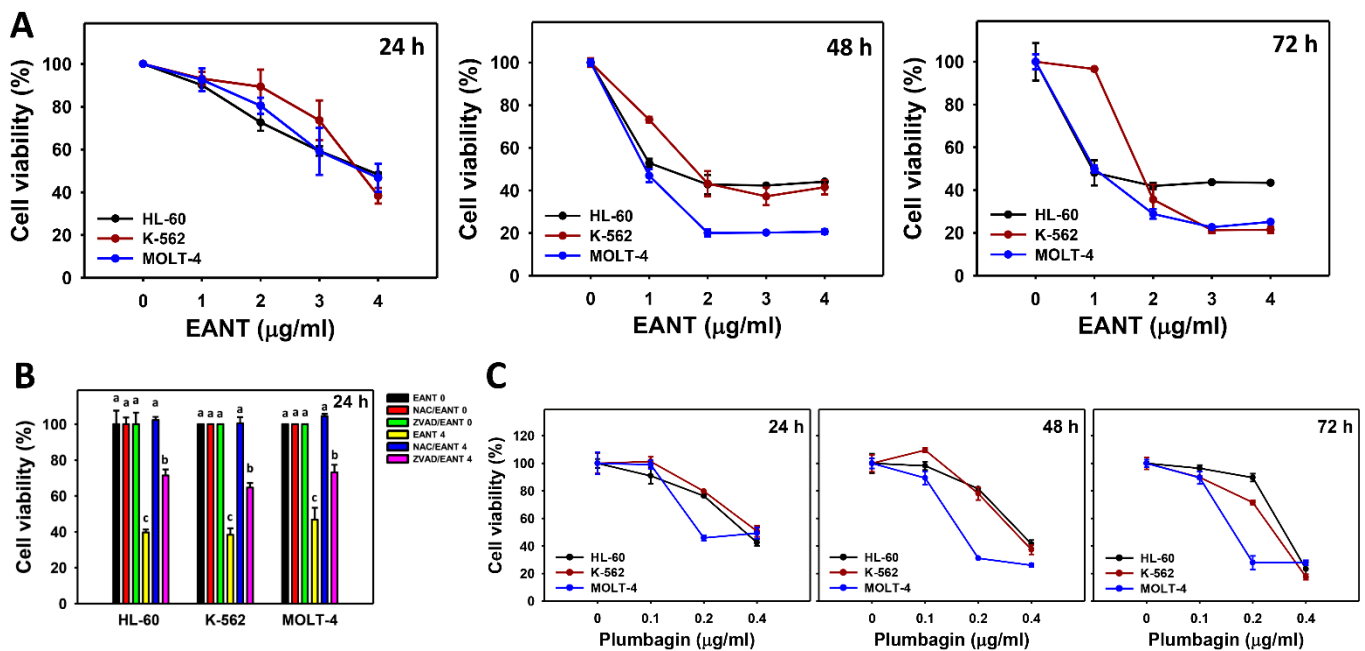 A
24 h
Cell viability (%)
100
80
60
40
20
0
HL-60
K-562
MOLT-4
0 1 2 3 4
EANT (μg/ml)
48 h
Cell viability (%)
100
80
60
40
20
0
HL-60
K-562
MOLT-4
0 1 2 3 4
EANT (μg/ml)
72 h
Cell viability (%)
100
80
60
40
20
0
HL-60
K-562
MOLT-4
0 1 2 3 4
EANT (μg/ml)
B
24 h
Cell viability (%)
100
80
60
40
20
0
a a a a
c
b
a a a a
c
b
a a a a
c
b
HL-60 K-562 MOLT-4
EANT 0
NAC/EANT 0
ZVAD/EANT 0
EANT 4
NAC/EANT 4
ZVAD/EANT 4
C
Cell viability (%)
120
100
80
60
40
20
0
24 h
HL-60
K-562
MOLT-4
0 0.1 0.2 0.4
Plumbagin (μg/ml)
48 h
HL-60
K-562
MOLT-4
0 0.1 0.2 0.4
Plumbagin (μg/ml)
72 h
HL-60
K-562
MOLT-4
0 0.1 0.2 0.4
Plumbagin (μg/ml)